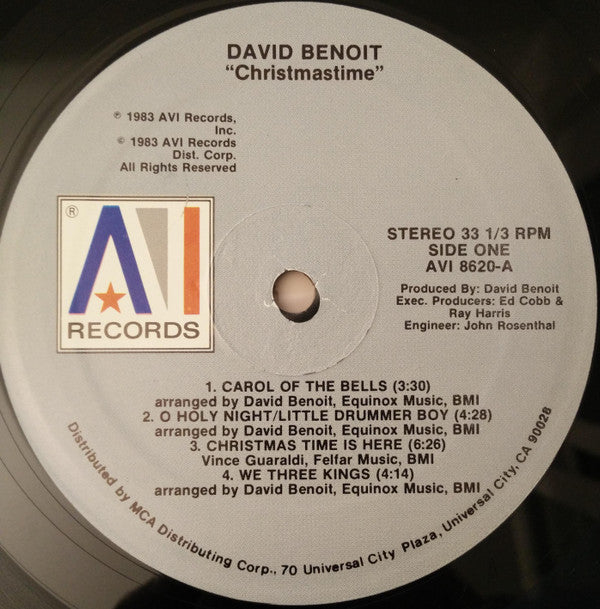 DAVID BENOIT
"Christmastime"
℗ 1983 AVI Records,
Inc.
© 1983 AVI Records
Dist. Corp.
All Rights Reserved
®
AVI
RECORDS
STEREO 33 1/3 RPM
SIDE ONE
AVI 8620-A
Produced By: David Benoit
Exec. Producers: Ed Cobb &
Ray Harris
Engineer: John Rosenthal
1. CAROL OF THE BELLS (3:30)
arranged by David Benoit, Equinox Music, BMI
2. O HOLY NIGHT/LITTLE DRUMMER BOY (4:28)
arranged by David Benoit, Equinox Music, BMI
3. CHRISTMAS TIME IS HERE (6:26)
Vince Guaraldi, Felfar Music, BMI
4. WE THREE KINGS (4:14)
arranged by David Benoit, Equinox Music, BMI
Distributed by MCA Distributing Corp., 70 Universal City Plaza, Universal City, CA 90028